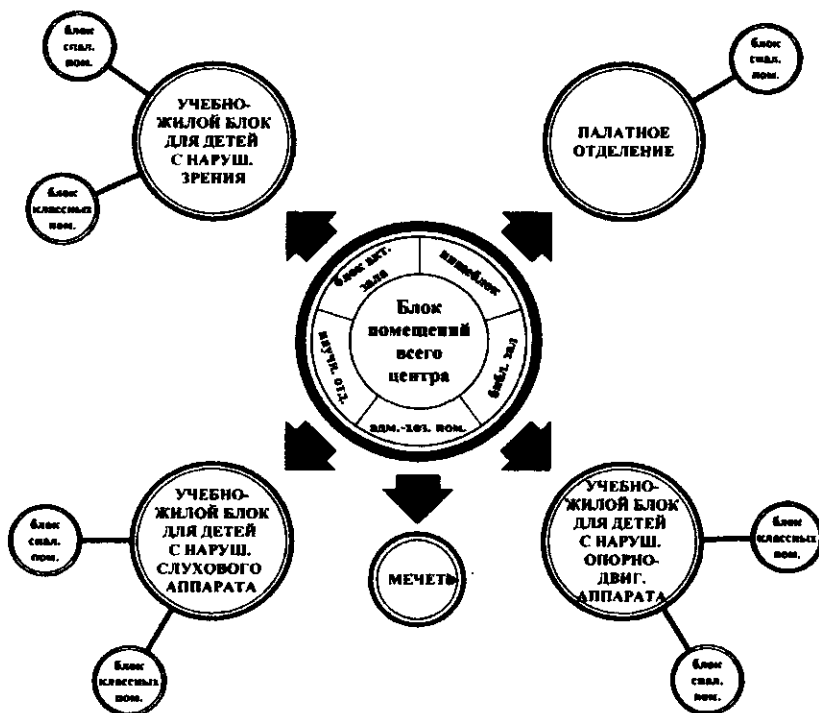 блок
спал.
пом.
УЧЕБНО-
ЖИЛОЙ БЛОК
ДЛЯ ДЕТЕЙ
С НАРУШ.
ЗРЕНИЯ
блок
классных
пом.
блок
спал.
пом.
ПАЛАТНОЕ
ОТДЕЛЕНИЕ
блок акт.
зала
пищеблок
научн. отд.
библ. зал
адм.-хоз. пом.
Блок
помещений
всего
центра
УЧЕБНО-
ЖИЛОЙ БЛОК
ДЛЯ ДЕТЕЙ
С НАРУШ.
СЛУХОВОГО
АППАРАТА
блок
спал.
пом.
блок
классных
пом.
МЕЧЕТЬ
УЧЕБНО-
ЖИЛОЙ БЛОК
ДЛЯ ДЕТЕЙ
С НАРУШ.
ОПОРНО-
ДВИГ.
АППАРАТА
блок
классных
пом.
блок
спал.
пом.